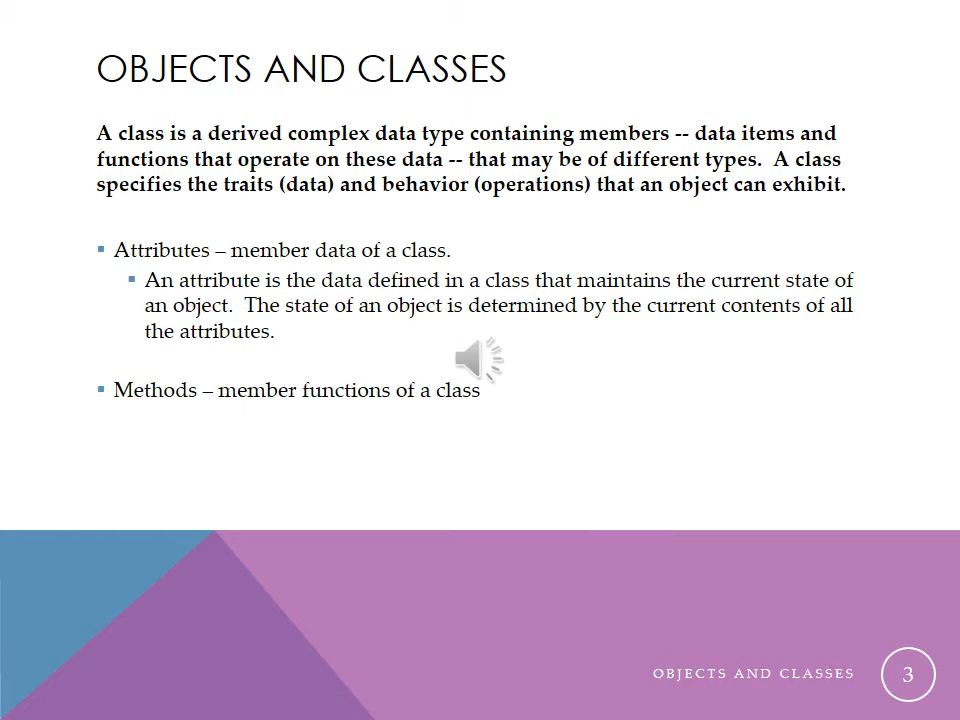 OBJECTS AND CLASSES
A class is a derived complex data type containing members -- data items and
functions that operate on these data -- that may be of different types.  A class
specifies the traits (data) and behavior (operations) that an object can exhibit.
▪ Attributes – member data of a class.
▪ An attribute is the data defined in a class that maintains the current state of
an object.  The state of an object is determined by the current contents of all
the attributes.
▪ Methods – member functions of a class
OBJECTS AND CLASSES
3